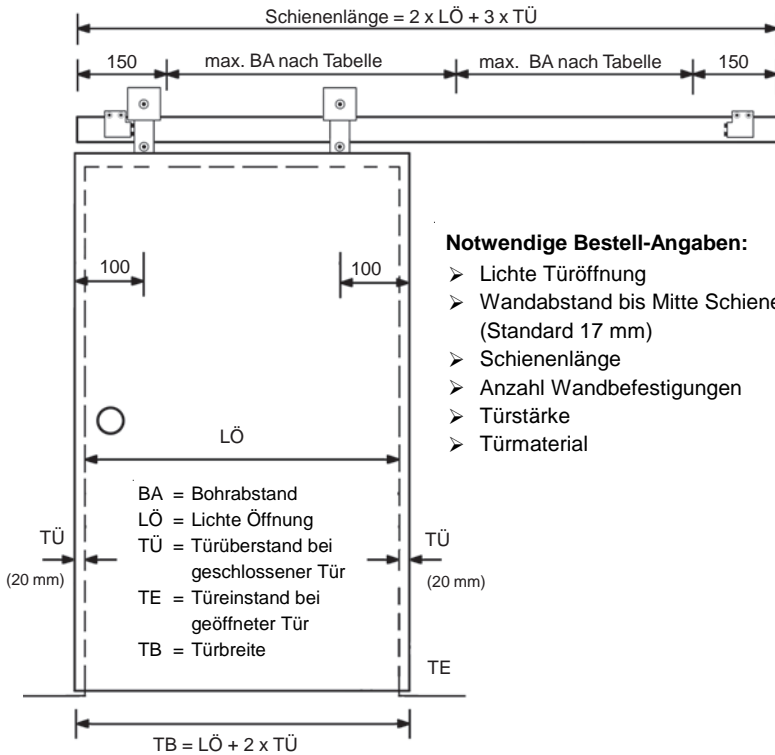 Schienenlänge = 2 x LÖ + 3 x TÜ
150
max. BA nach Tabelle
max. BA nach Tabelle
150
100
100
Notwendige Bestell-Angaben:
➢ Lichte Türöffnung
➢ Wandabstand bis Mitte Schiene
(Standard 17 mm)
➢ Schienenlänge
➢ Anzahl Wandbefestigungen
➢ Türstärke
➢ Türmaterial
LÖ
BA = Bohrabstand
LÖ = Lichte Öffnung
TÜ = Türüberstand bei
geschlossener Tür
TE = Türeinstand bei
geöffneter Tür
TB = Türbreite
TÜ
(20 mm)
TÜ
(20 mm)
TE
TB = LÖ + 2 x TÜ